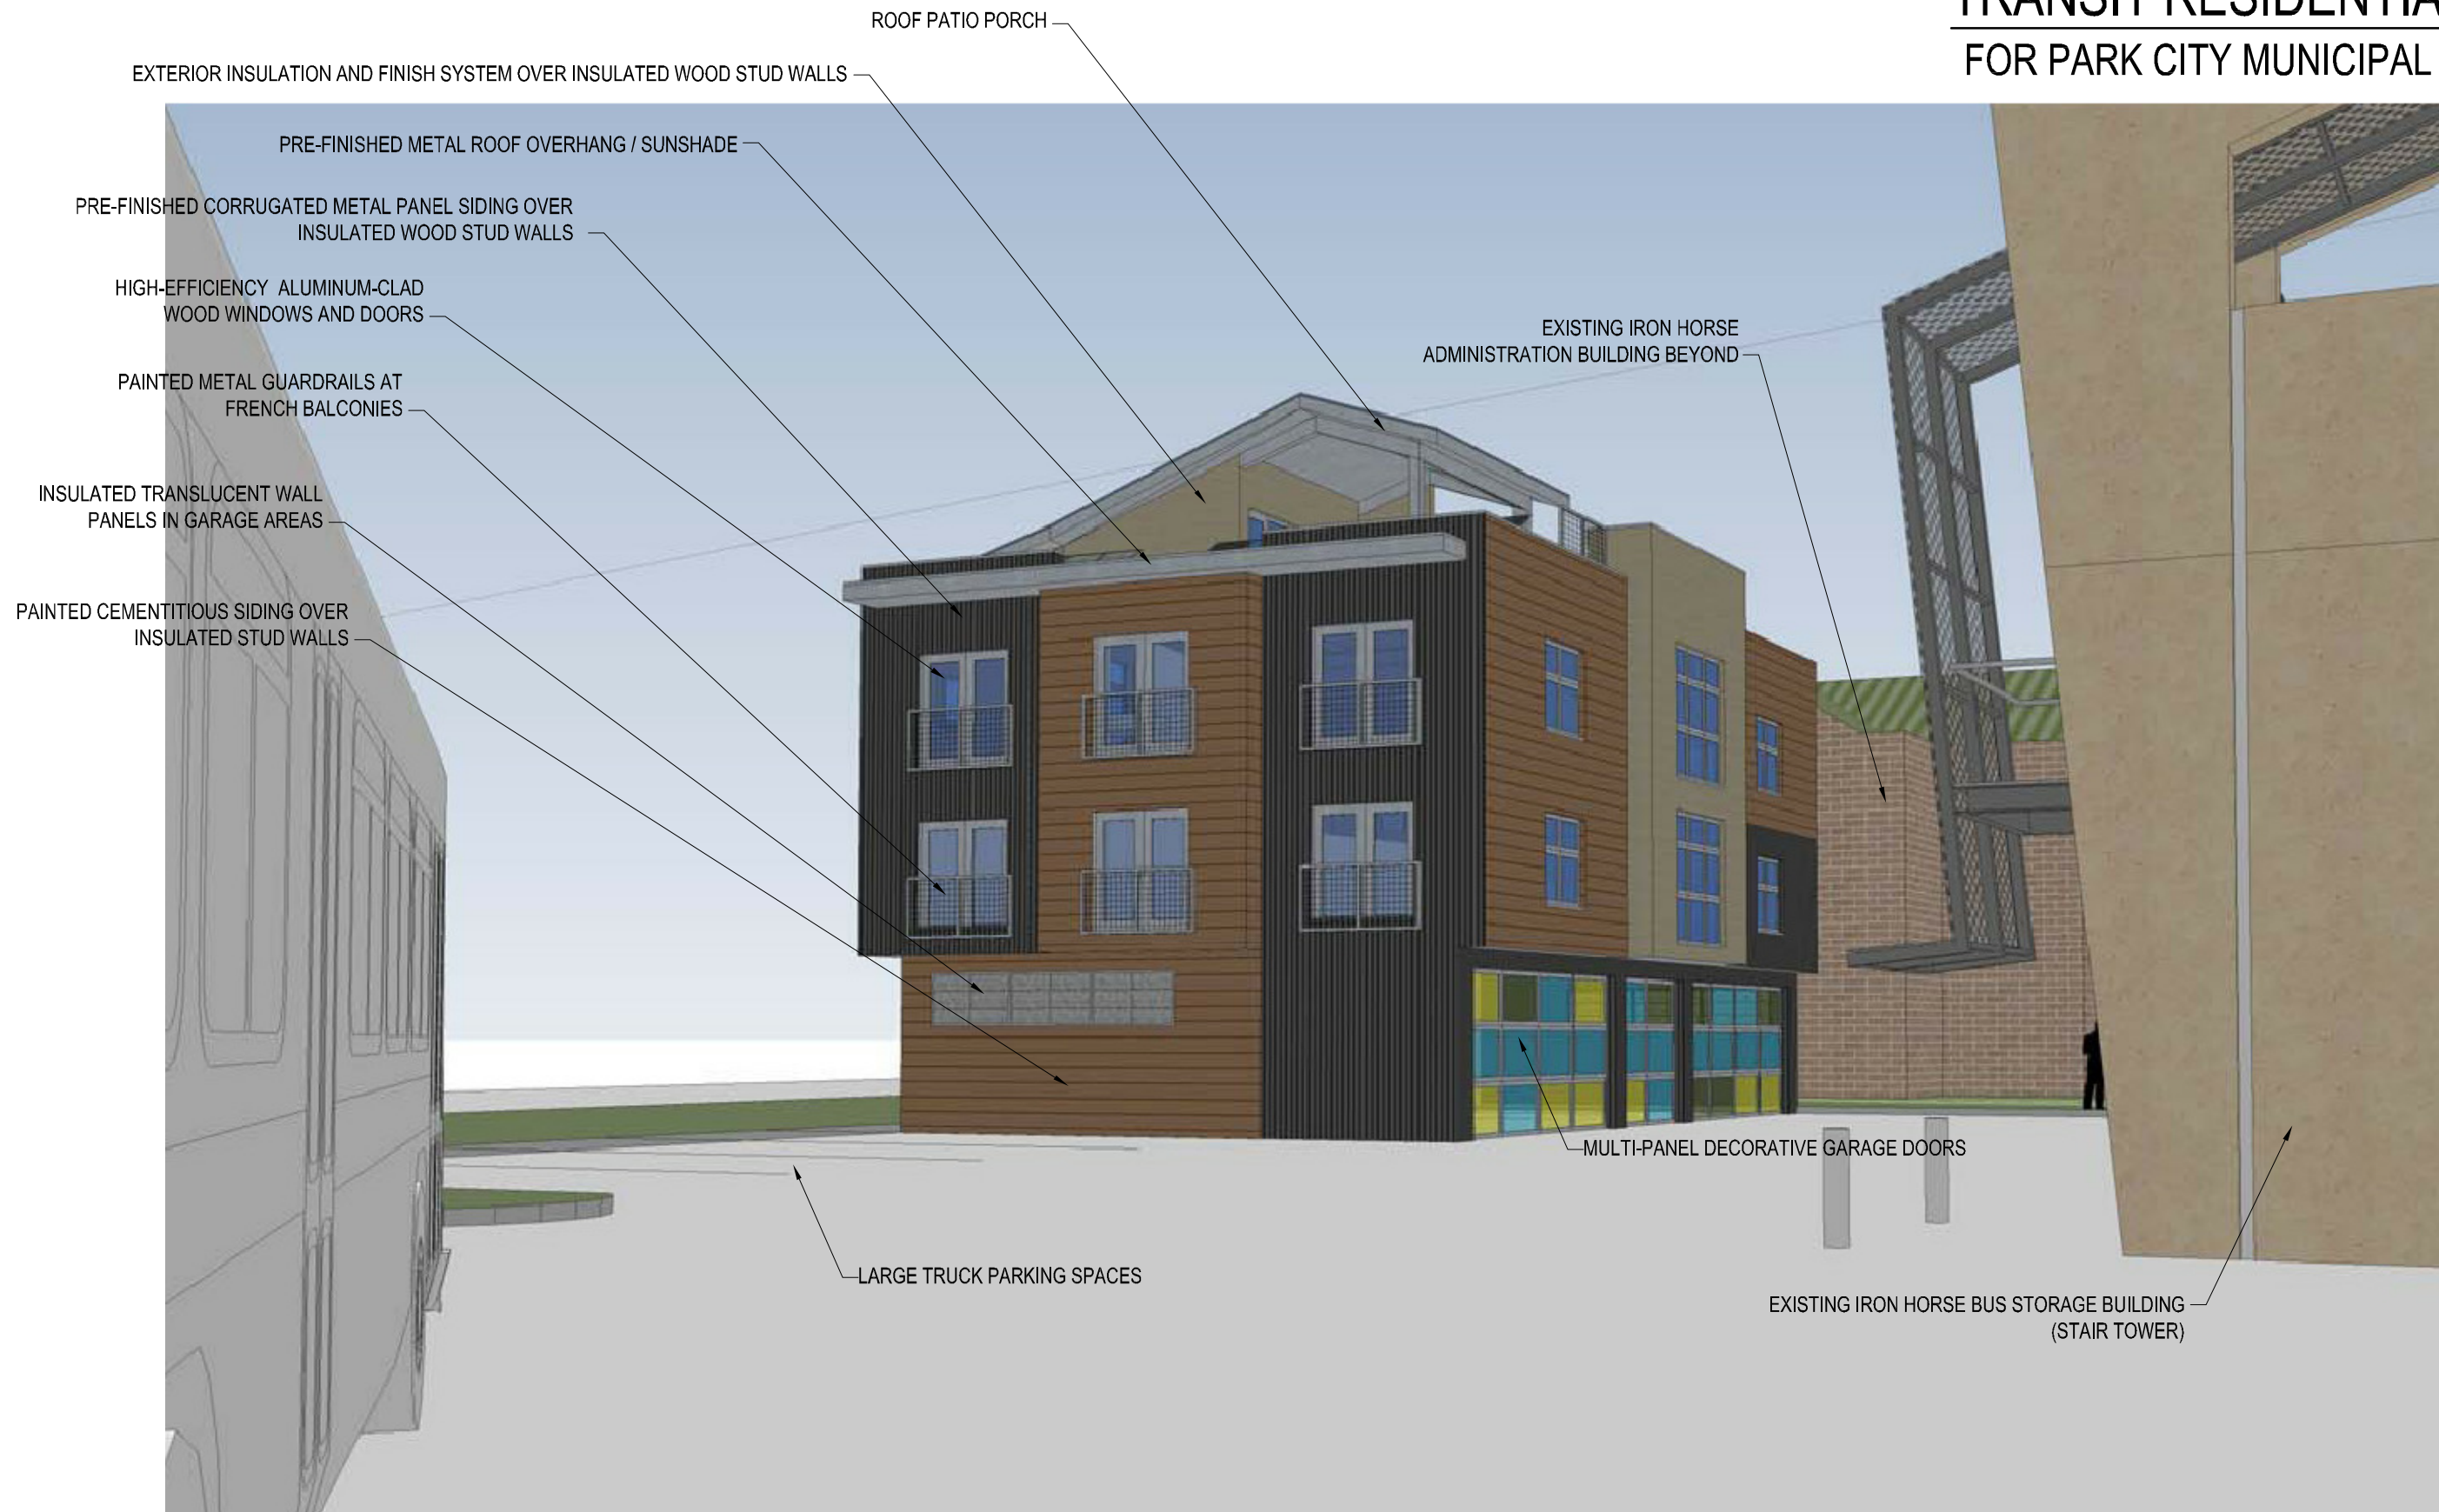 TRANSIT RESIDENTIA
FOR PARK CITY MUNICIPAL
ROOF PATIO PORCH
EXTERIOR INSULATION AND FINISH SYSTEM OVER INSULATED WOOD STUD WALLS
PRE-FINISHED METAL ROOF OVERHANG / SUNSHADE
PRE-FINISHED CORRUGATED METAL PANEL SIDING OVER
INSULATED WOOD STUD WALLS
HIGH-EFFICIENCY ALUMINUM-CLAD
WOOD WINDOWS AND DOORS
EXISTING IRON HORSE
ADMINISTRATION BUILDING BEYOND
PAINTED METAL GUARDRAILS AT
FRENCH BALCONIES
INSULATED TRANSLUCENT WALL
PANELS IN GARAGE AREAS
PAINTED CEMENTITIOUS SIDING OVER
INSULATED STUD WALLS
MULTI-PANEL DECORATIVE GARAGE DOORS
LARGE TRUCK PARKING SPACES
EXISTING IRON HORSE BUS STORAGE BUILDING
(STAIR TOWER)